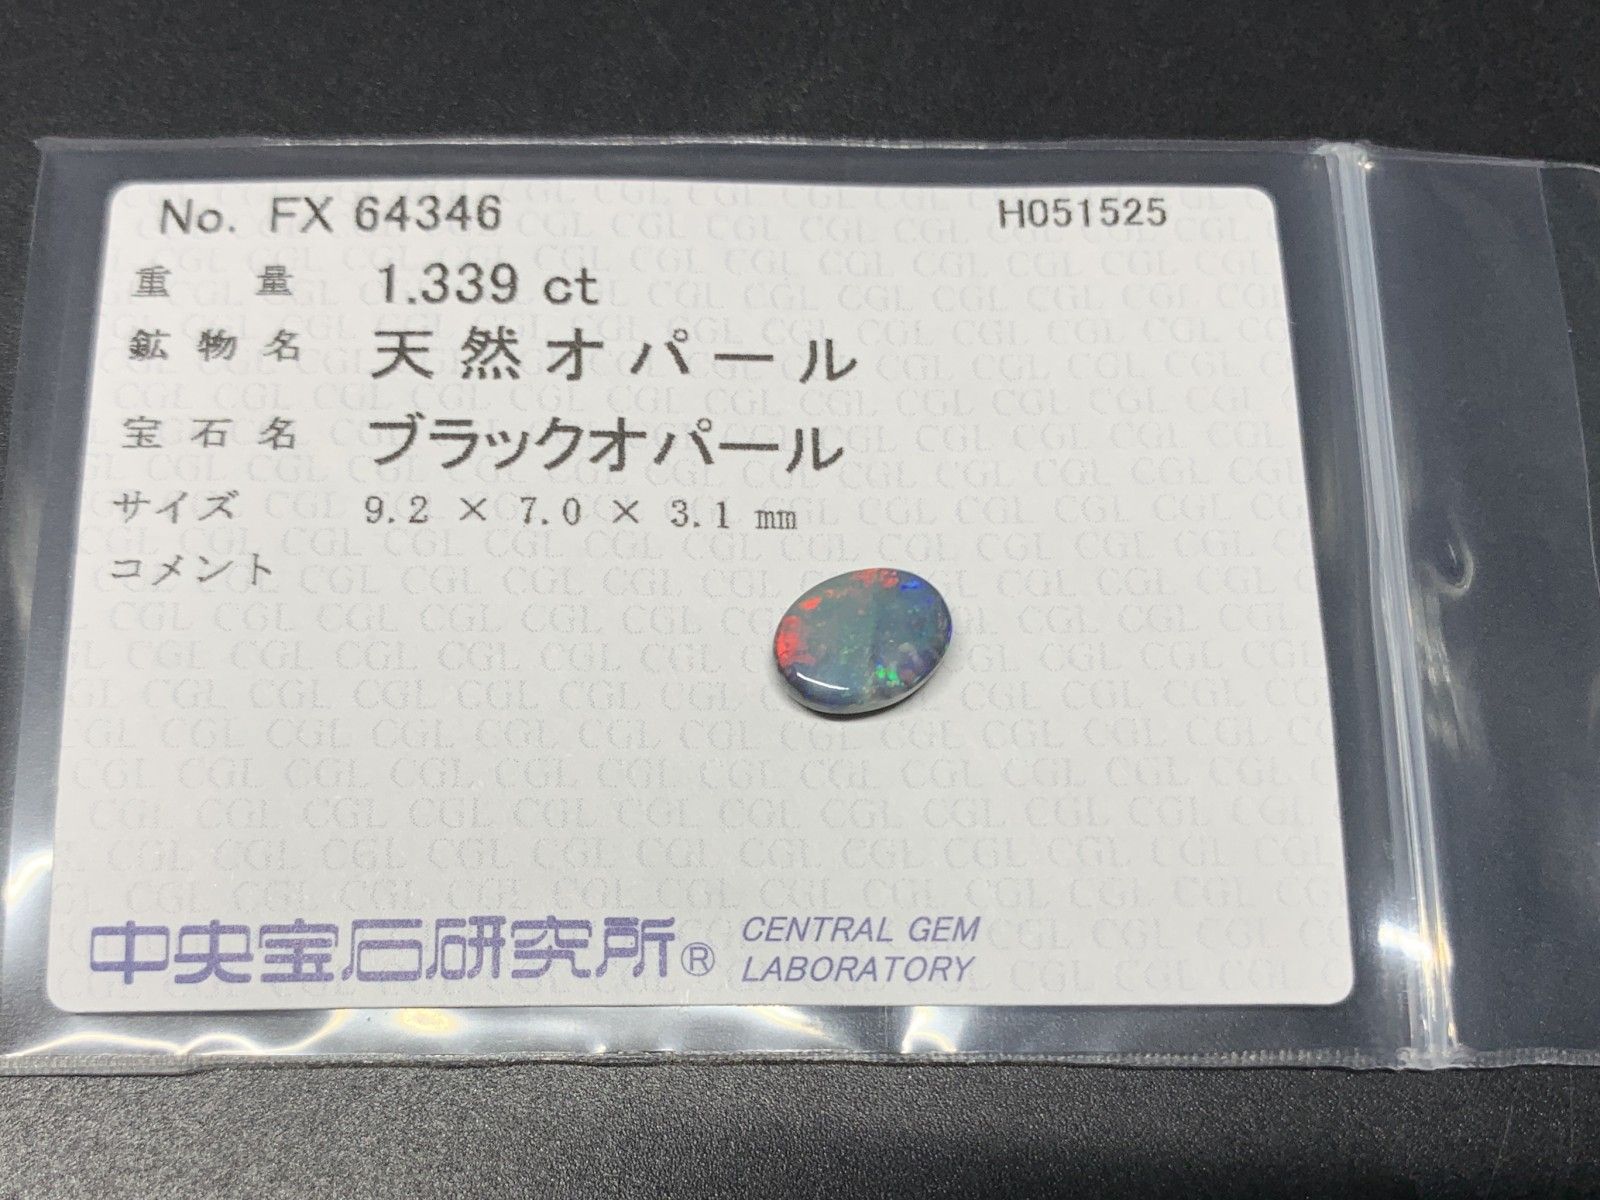 No. FX 64346 H051525
重量 1.339 ct
鉱物名 天然オパール
宝石名 ブラックオパール
サイズ 9.2 × 7.0 × 3.1 mm
コメント
中央宝石研究所® CENTRAL GEM
LABORATORY